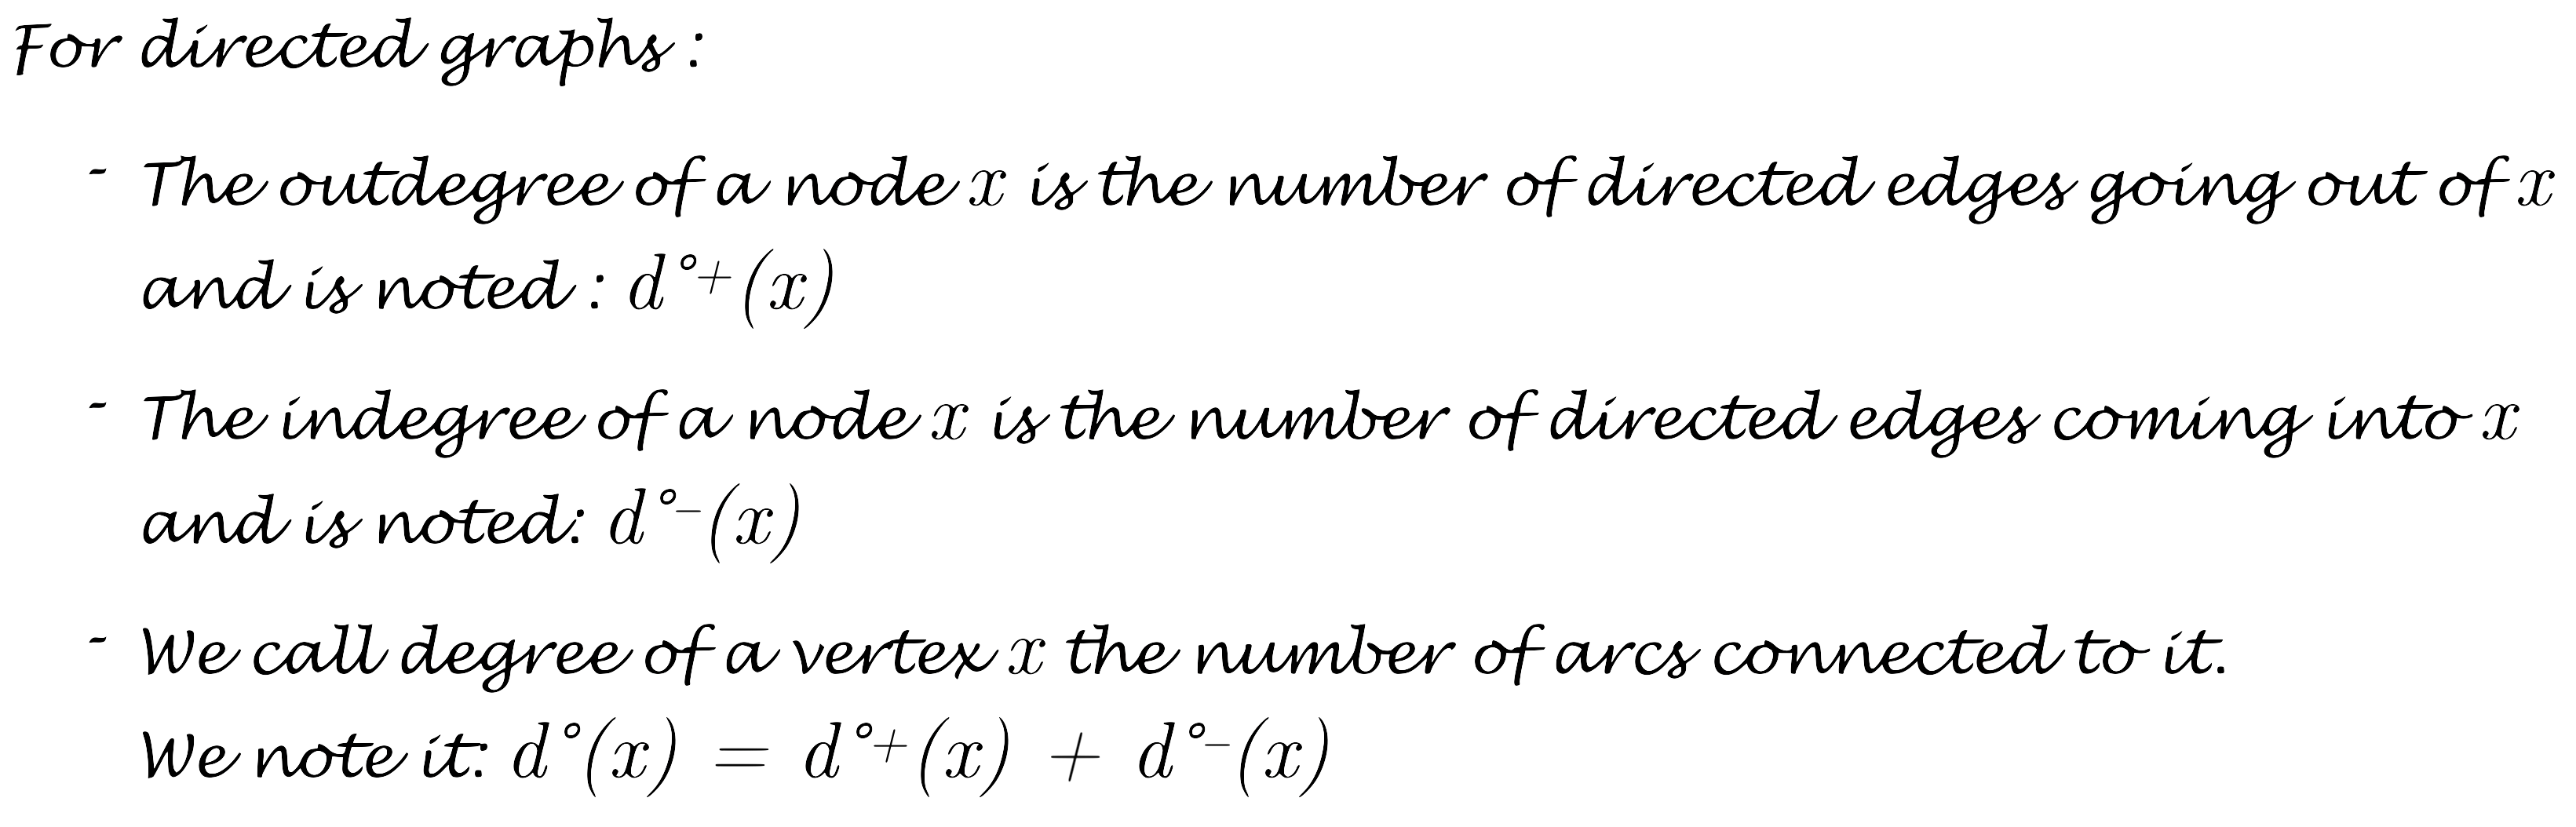 For directed graphs :
- The outdegree of a node x is the number of directed edges going out of x
and is noted : d°⁺(x)
- The indegree of a node x is the number of directed edges coming into x
and is noted: d°⁻(x)
- We call degree of a vertex x the number of arcs connected to it.
We note it: d°(x) = d°⁺(x) + d°⁻(x)